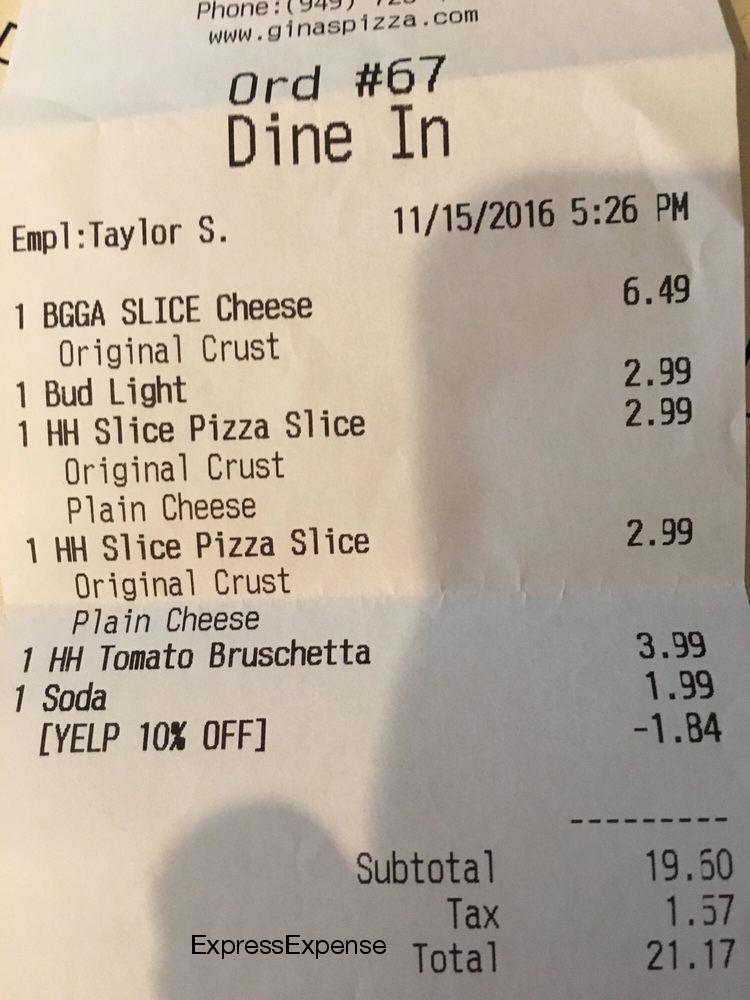 Phone:(949)
www.ginaspizza.com
Ord #67
Dine In
Empl:Taylor S. 11/15/2016 5:26 PM
1 BGGA SLICE Cheese 6.49
Original Crust
1 Bud Light 2.99
1 HH Slice Pizza Slice 2.99
Original Crust
Plain Cheese
1 HH Slice Pizza Slice 2.99
Original Crust
Plain Cheese
1 HH Tomato Bruschetta 3.99
1 Soda 1.99
[YELP 10% OFF] -1.84
---------
Subtotal 19.60
Tax 1.57
ExpressExpense
Total 21.17